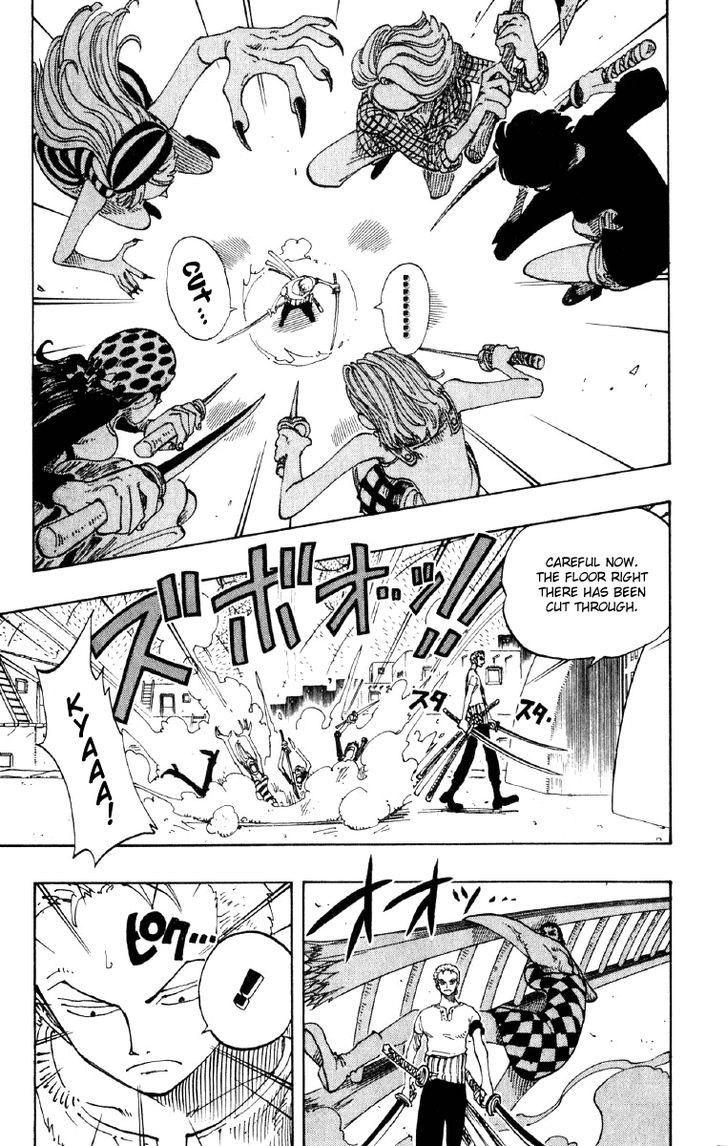 .......
CUT...
CAREFUL NOW.
THE FLOOR RIGHT
THERE HAS BEEN
CUT THROUGH.
ズボオォ..ッ!!
スタ
スタ.
KYAAA!
オオッ...
!
ピク...